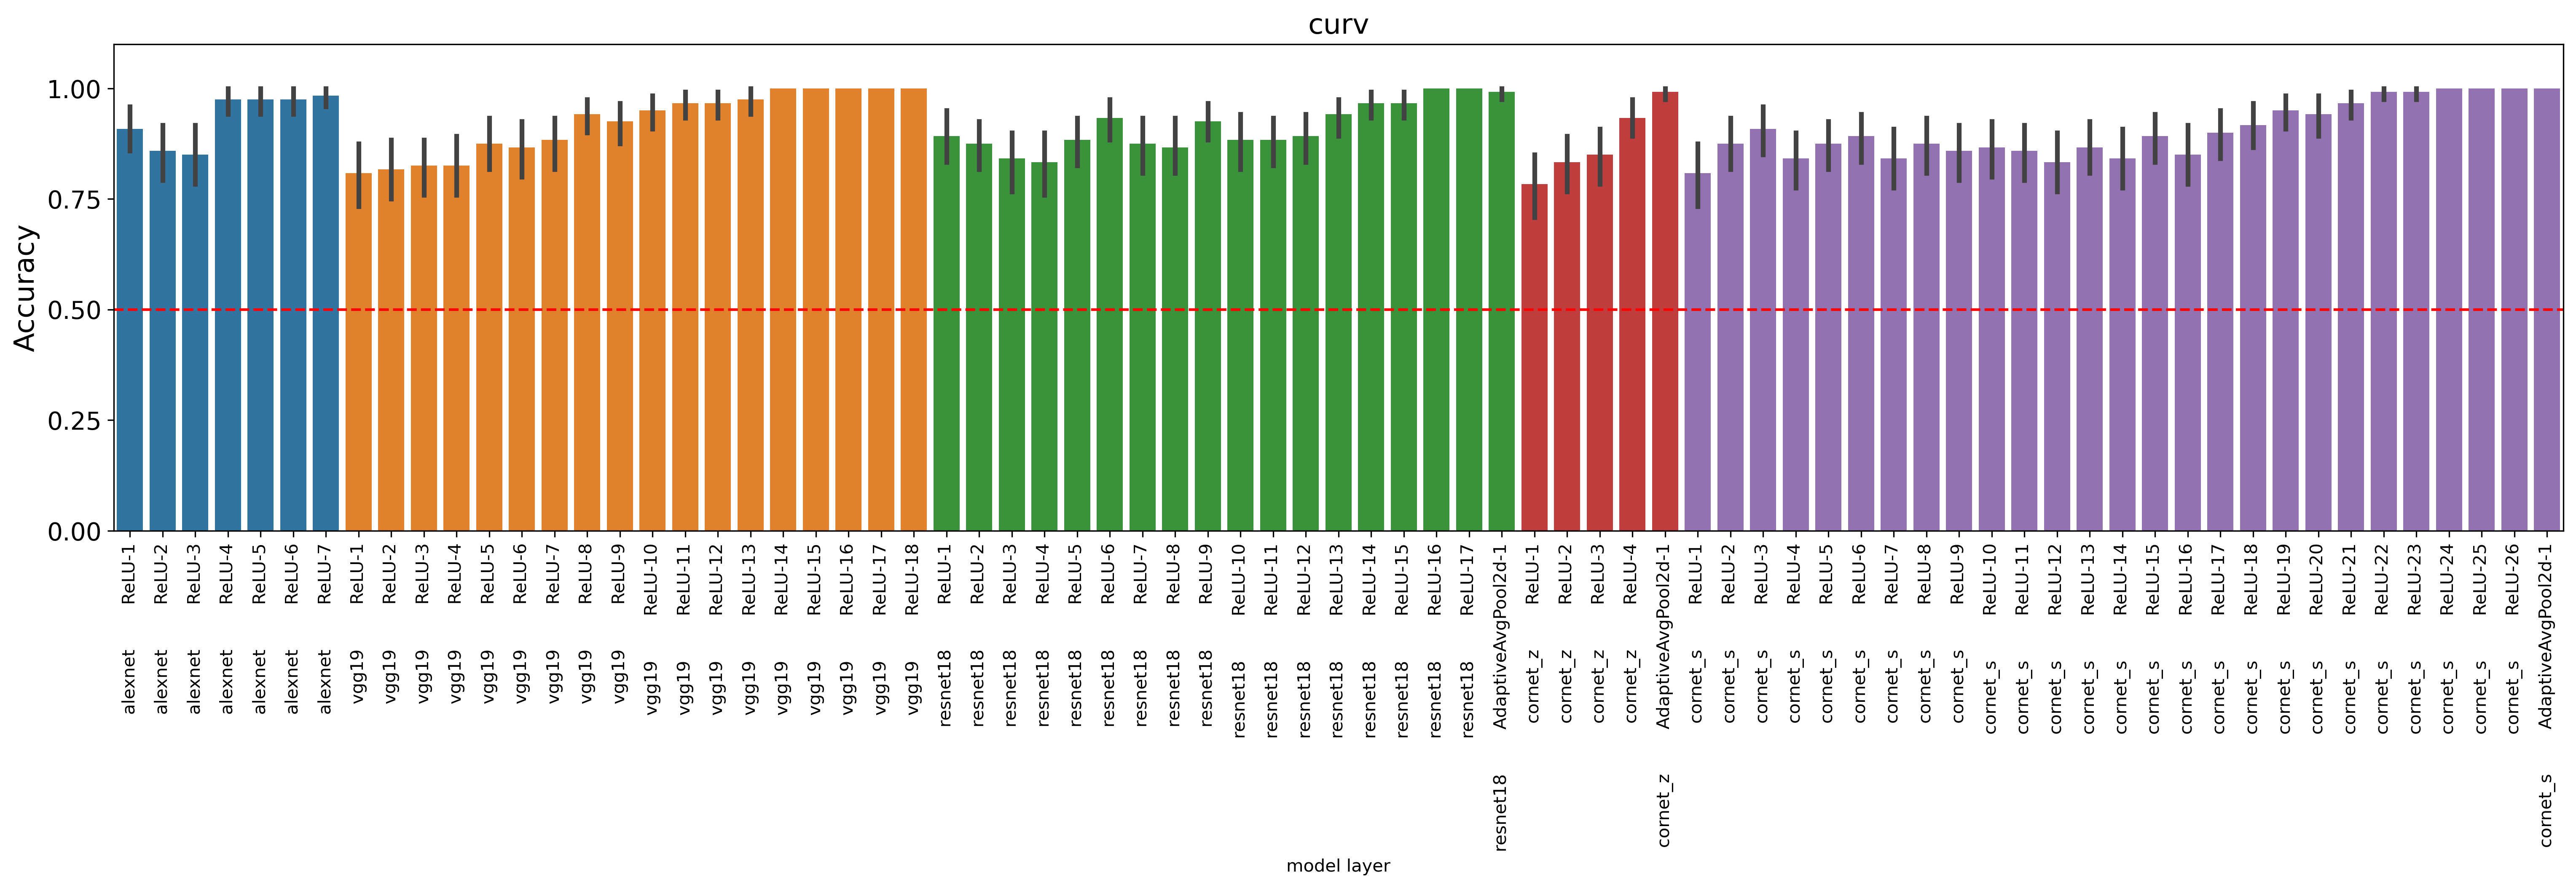 curv
Accuracy
1.00
0.75
0.50
0.25
0.00
alexnet ReLU-1
alexnet ReLU-2
alexnet ReLU-3
alexnet ReLU-4
alexnet ReLU-5
alexnet ReLU-6
alexnet ReLU-7
vgg19 ReLU-1
vgg19 ReLU-2
vgg19 ReLU-3
vgg19 ReLU-4
vgg19 ReLU-5
vgg19 ReLU-6
vgg19 ReLU-7
vgg19 ReLU-8
vgg19 ReLU-9
vgg19 ReLU-10
vgg19 ReLU-11
vgg19 ReLU-12
vgg19 ReLU-13
vgg19 ReLU-14
vgg19 ReLU-15
vgg19 ReLU-16
vgg19 ReLU-17
vgg19 ReLU-18
resnet18 ReLU-1
resnet18 ReLU-2
resnet18 ReLU-3
resnet18 ReLU-4
resnet18 ReLU-5
resnet18 ReLU-6
resnet18 ReLU-7
resnet18 ReLU-8
resnet18 ReLU-9
resnet18 ReLU-10
resnet18 ReLU-11
resnet18 ReLU-12
resnet18 ReLU-13
resnet18 ReLU-14
resnet18 ReLU-15
resnet18 ReLU-16
resnet18 ReLU-17
resnet18 AdaptiveAvgPool2d-1
cornet_z ReLU-1
cornet_z ReLU-2
cornet_z ReLU-3
cornet_z ReLU-4
cornet_z AdaptiveAvgPool2d-1
cornet_s ReLU-1
cornet_s ReLU-2
cornet_s ReLU-3
cornet_s ReLU-4
cornet_s ReLU-5
cornet_s ReLU-6
cornet_s ReLU-7
cornet_s ReLU-8
cornet_s ReLU-9
cornet_s ReLU-10
cornet_s ReLU-11
cornet_s ReLU-12
cornet_s ReLU-13
cornet_s ReLU-14
cornet_s ReLU-15
cornet_s ReLU-16
cornet_s ReLU-17
cornet_s ReLU-18
cornet_s ReLU-19
cornet_s ReLU-20
cornet_s ReLU-21
cornet_s ReLU-22
cornet_s ReLU-23
cornet_s ReLU-24
cornet_s ReLU-25
cornet_s ReLU-26
cornet_s AdaptiveAvgPool2d-1
model layer